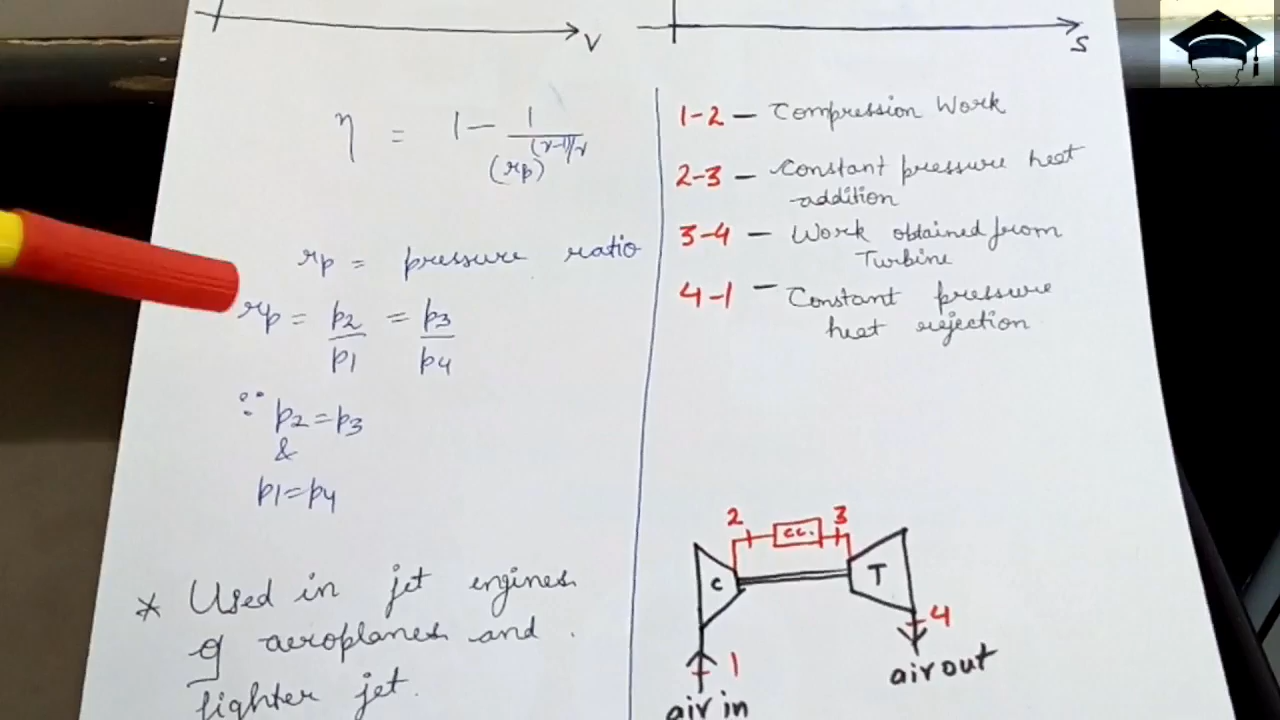 V
S
η = 1 - 1/(rp)^(γ-1)/γ
rp = pressure ratio
rp = p2/p1 = p3/p4
∵ p2 = p3
&
p1 = p4
* Used in jet engines
of aeroplanes and
fighter jet.
1-2 - Compression Work
2-3 - Constant pressure heat
addition
3-4 - Work obtained from
Turbine
4-1 - Constant pressure
heat rejection
2 CC. 3
C T
4
1
air out
air in